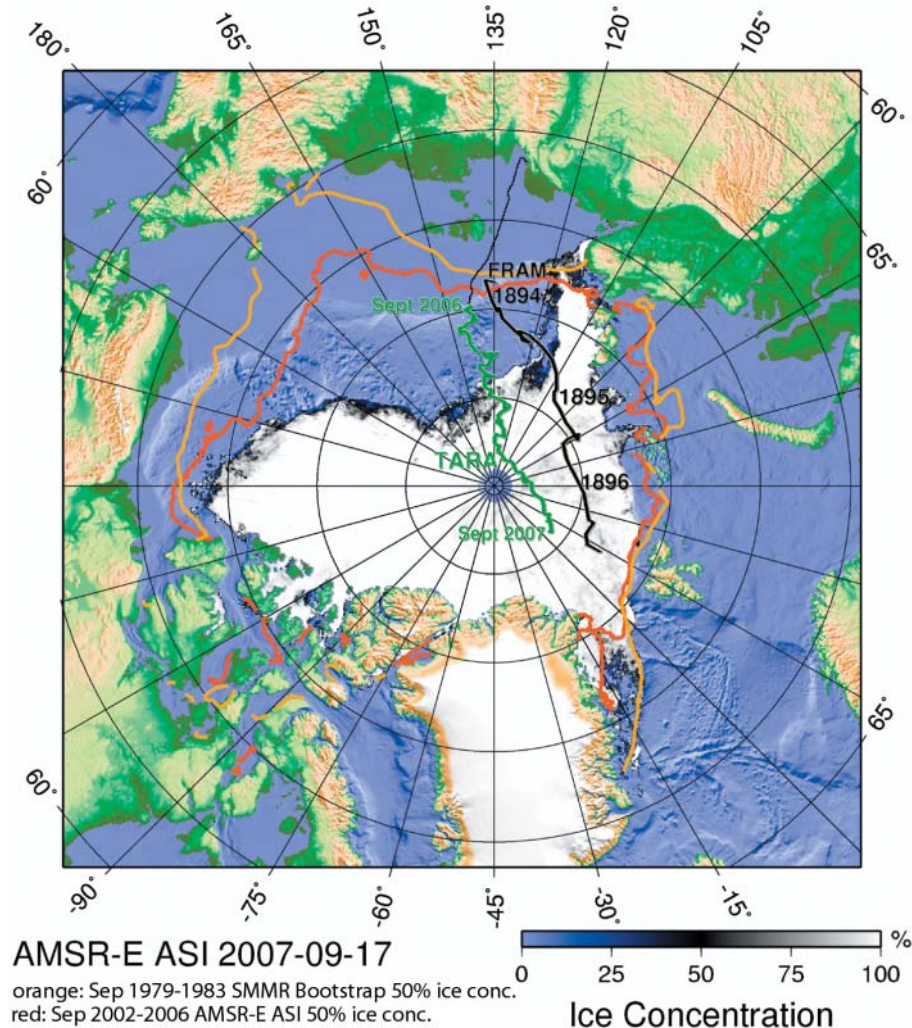 180° 165° 150° 135° 120° 105°
60°
60°
65°
FRAM
1894
Sept 2006
1895
TARA
1896
Sept 2007
65°
60°
-90° -75° -60° -45° -30° -15°
AMSR-E ASI 2007-09-17
orange: Sep 1979-1983 SMMR Bootstrap 50% ice conc.
red: Sep 2002-2006 AMSR-E ASI 50% ice conc.
%
0 25 50 75 100
Ice Concentration